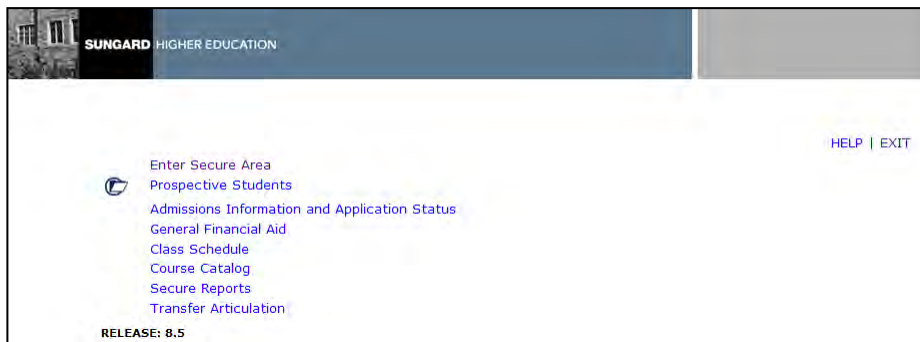 SUNGARD HIGHER EDUCATION
HELP | EXIT
Enter Secure Area
Prospective Students
Admissions Information and Application Status
General Financial Aid
Class Schedule
Course Catalog
Secure Reports
Transfer Articulation
RELEASE: 8.5